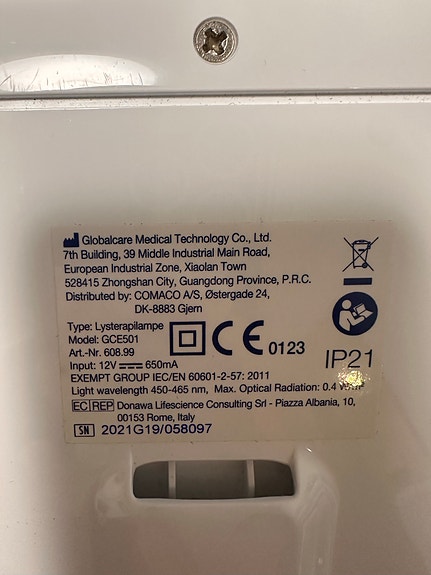 Globalcare Medical Technology Co., Ltd.
7th Building, 39 Middle Industrial Main Road,
European Industrial Zone, Xiaolan Town
528415 Zhongshan City, Guangdong Province, P.R.C.
Distributed by: COMACO A/S, Østergade 24,
DK-8883 Gjern
Type: Lysterapilampe
Model: GCE501
Art.-Nr. 608.99
Input: 12V 650mA
CE 0123
IP21
EXEMPT GROUP IEC/EN 60601-2-57: 2011
Light wavelength 450-465 nm, Max. Optical Radiation: 0.4
EC REP Donawa Lifescience Consulting Srl - Piazza Albania, 10,
00153 Rome, Italy
SN 2021G19/058097